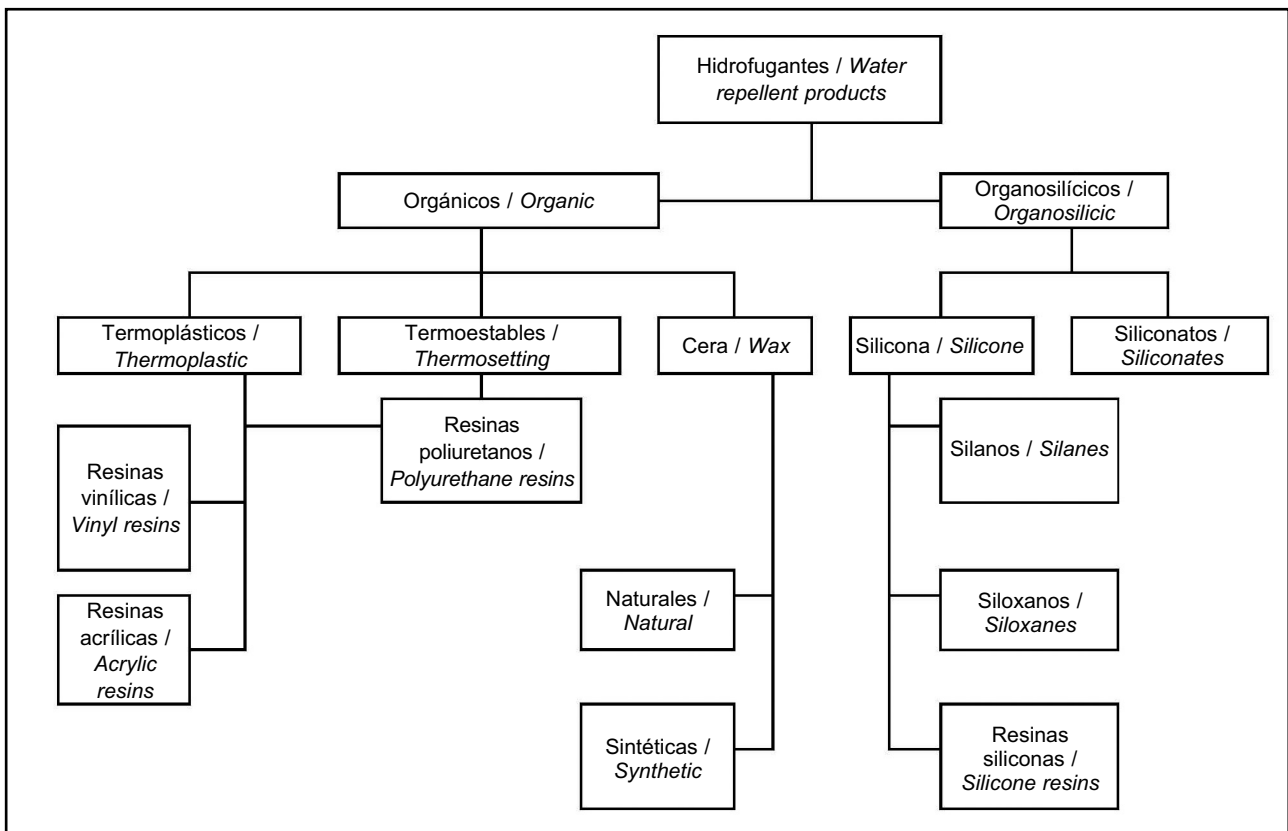 Hidrofugantes / Water
repellent products
Orgánicos / Organic
Organosilícicos /
Organosilicic
Termoplásticos /
Thermoplastic
Termoestables /
Thermosetting
Cera / Wax
Silicona / Silicone
Siliconatos /
Siliconates
Resinas
vinílicas /
Vinyl resins
Resinas
poliuretanos /
Polyurethane resins
Silanos / Silanes
Resinas
acrílicas /
Acrylic
resins
Naturales /
Natural
Siloxanos /
Siloxanes
Sintéticas /
Synthetic
Resinas
siliconas /
Silicone resins